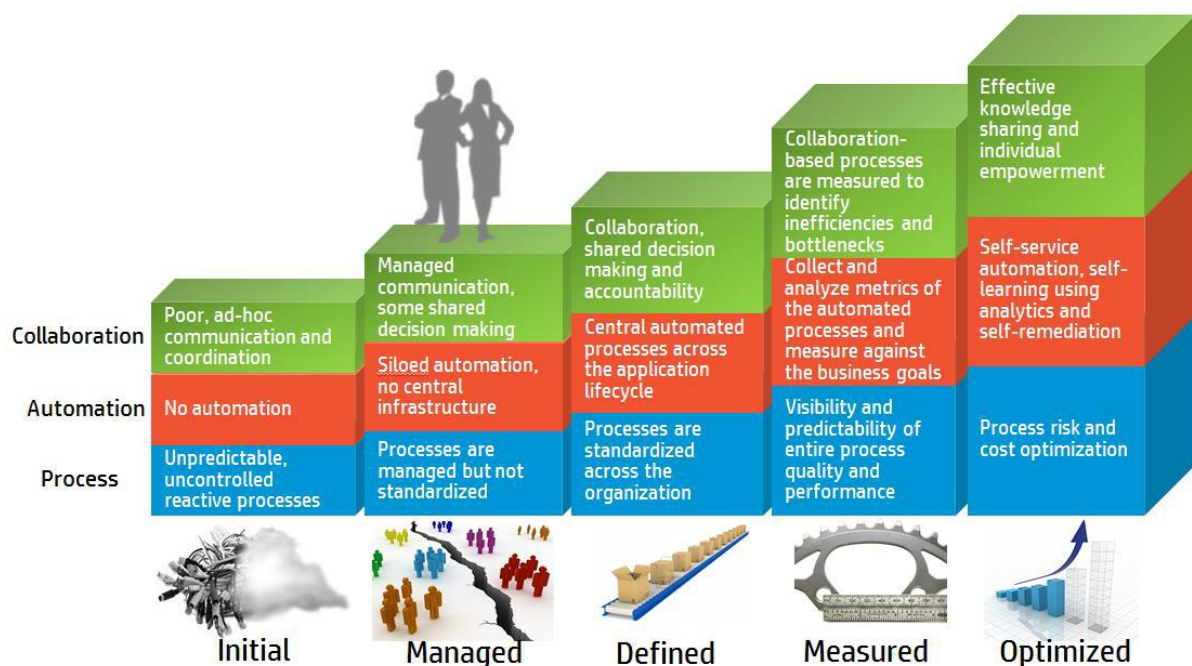 Collaboration
Automation
Process
Poor, ad-hoc
communication and
coordination
No automation
Unpredictable,
uncontrolled
reactive processes
Initial
Managed
communication,
some shared
decision making
Siloed automation,
no central
infrastructure
Processes are
managed but not
standardized
Managed
Collaboration,
shared decision
making and
accountability
Central automated
processes across
the application
lifecycle
Processes are
standardized
across the
organization
Defined
Collaboration-
based processes
are measured to
identify
inefficiencies and
bottlenecks
Collect and
analyze metrics of
the automated
processes and
measure against
the business goals
Visibility and
predictability of
entire process
quality and
performance
Measured
Effective
knowledge
sharing and
individual
empowerment
Self-service
automation, self-
learning using
analytics and
self-remediation
Process risk and
cost optimization
Optimized